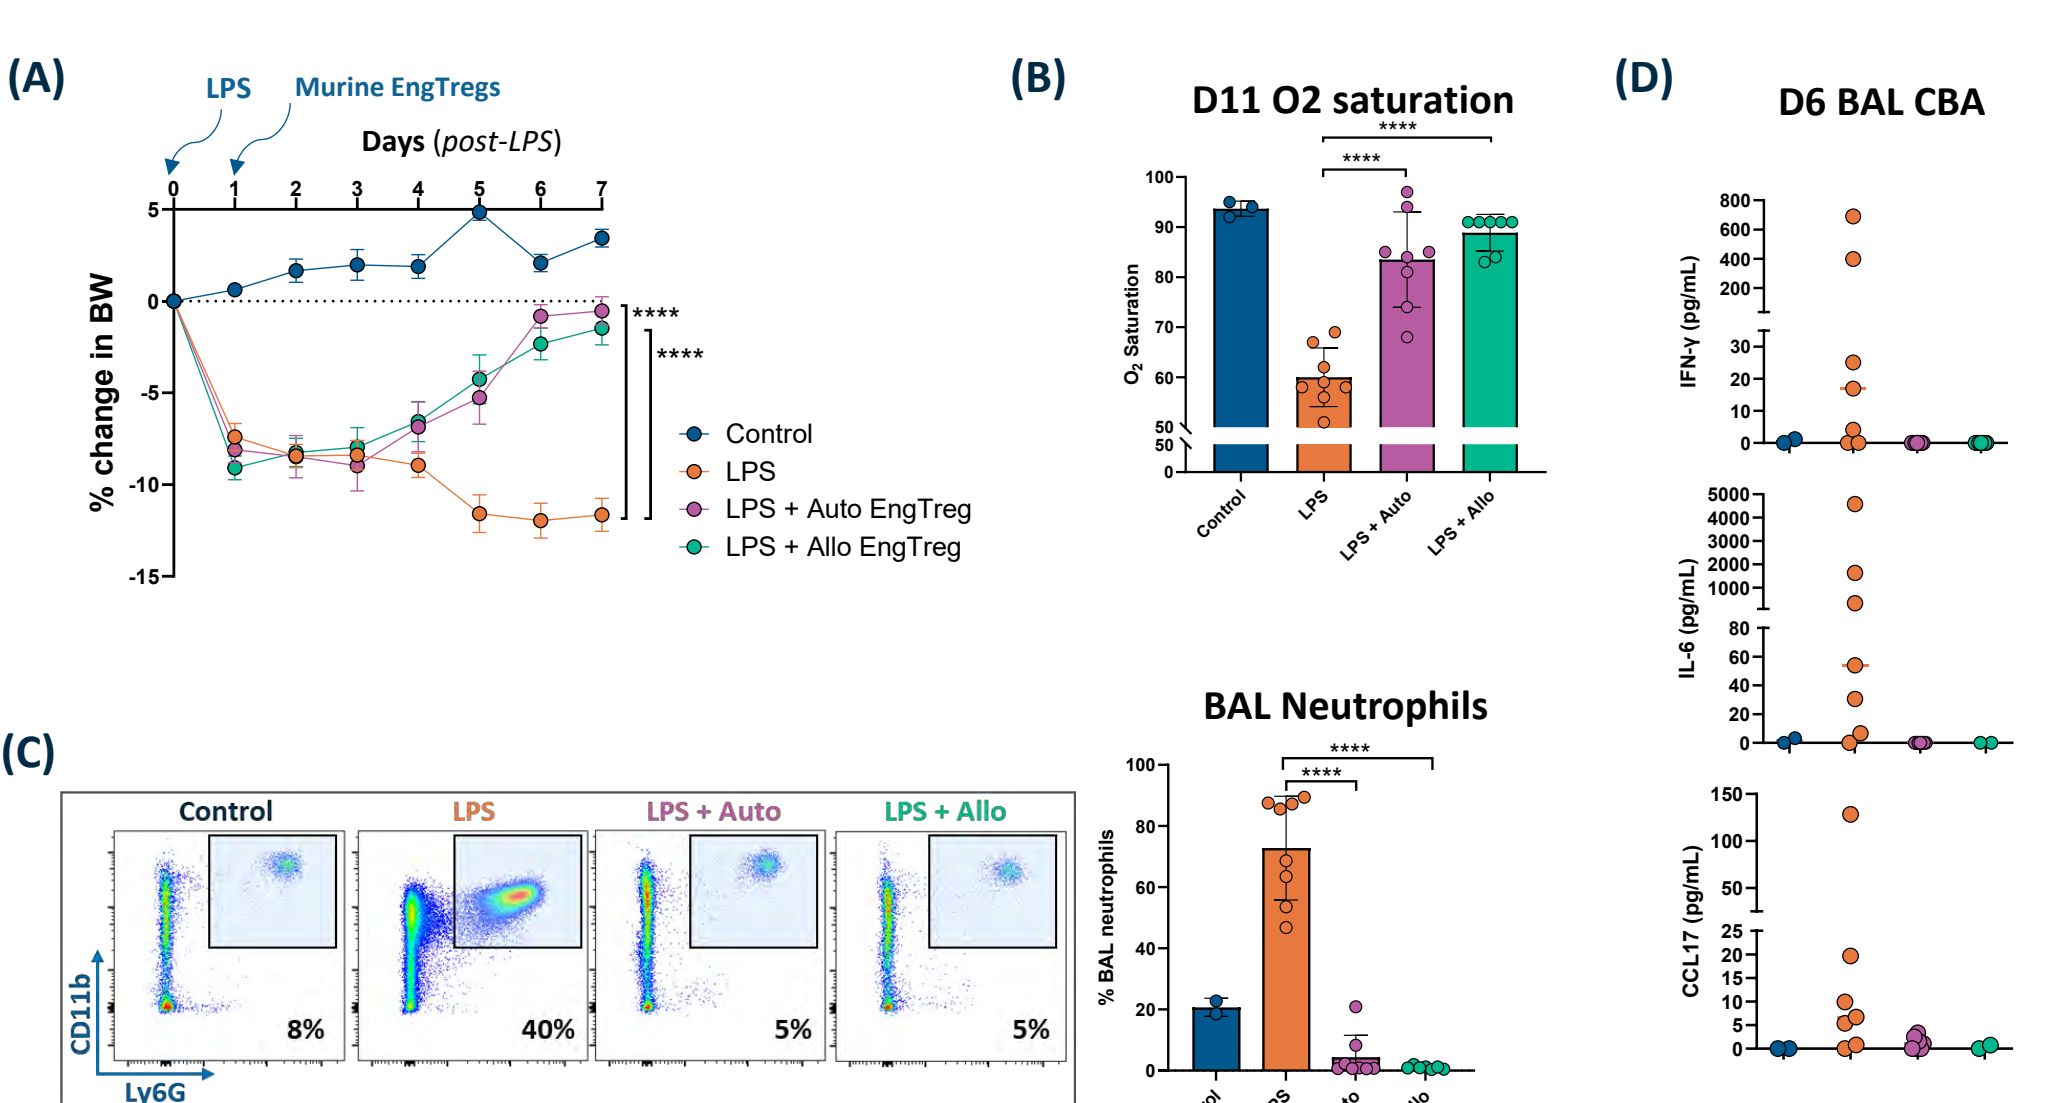 (A)
LPS
Murine EngTregs
Days (post-LPS)
0 1 2 3 4 5 6 7
5
0
-5
-10
-15
% change in BW
****
****
Control
LPS
LPS + Auto EngTreg
LPS + Allo EngTreg
(B)
D11 O2 saturation
****
****
100
90
80
70
60
50
50
0
O2 Saturation
Control
LPS
LPS + Auto
LPS + Allo
(C)
Control
LPS
LPS + Auto
LPS + Allo
8%
40%
5%
5%
CD11b
Ly6G
BAL Neutrophils
****
****
100
80
60
40
20
0
% BAL neutrophils
(D)
D6 BAL CBA
800
600
400
200
30
20
10
0
IFN-γ (pg/mL)
5000
4000
3000
2000
1000
80
60
40
20
0
IL-6 (pg/mL)
150
100
50
25
20
15
10
5
0
CCL17 (pg/mL)